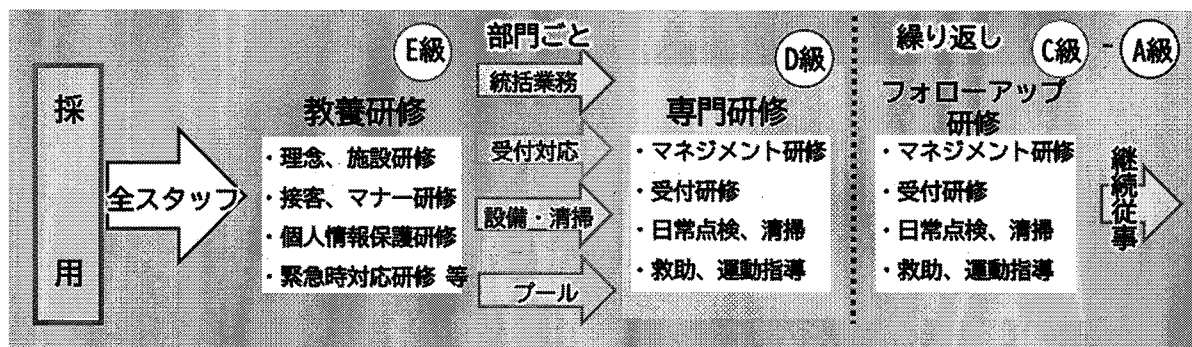 採用
全スタッフ
E級
教養研修
・理念、施設研修
・接客、マナー研修
・個人情報保護研修
・緊急時対応研修 等
部門ごと
統括業務
受付対応
設備・清掃
プール
D級
専門研修
・マネジメント研修
・受付研修
・日常点検、清掃
・救助、運動指導
繰り返し
C級 - A級
フォローアップ
研修
・マネジメント研修
・受付研修
・日常点検、清掃
・救助、運動指導
継続従事